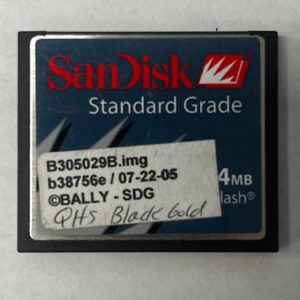 SanDisk
Standard Grade
B305029B.img
b38756e / 07-22-05
©BALLY - SDG
QHS Black Gold
4MB
lash®